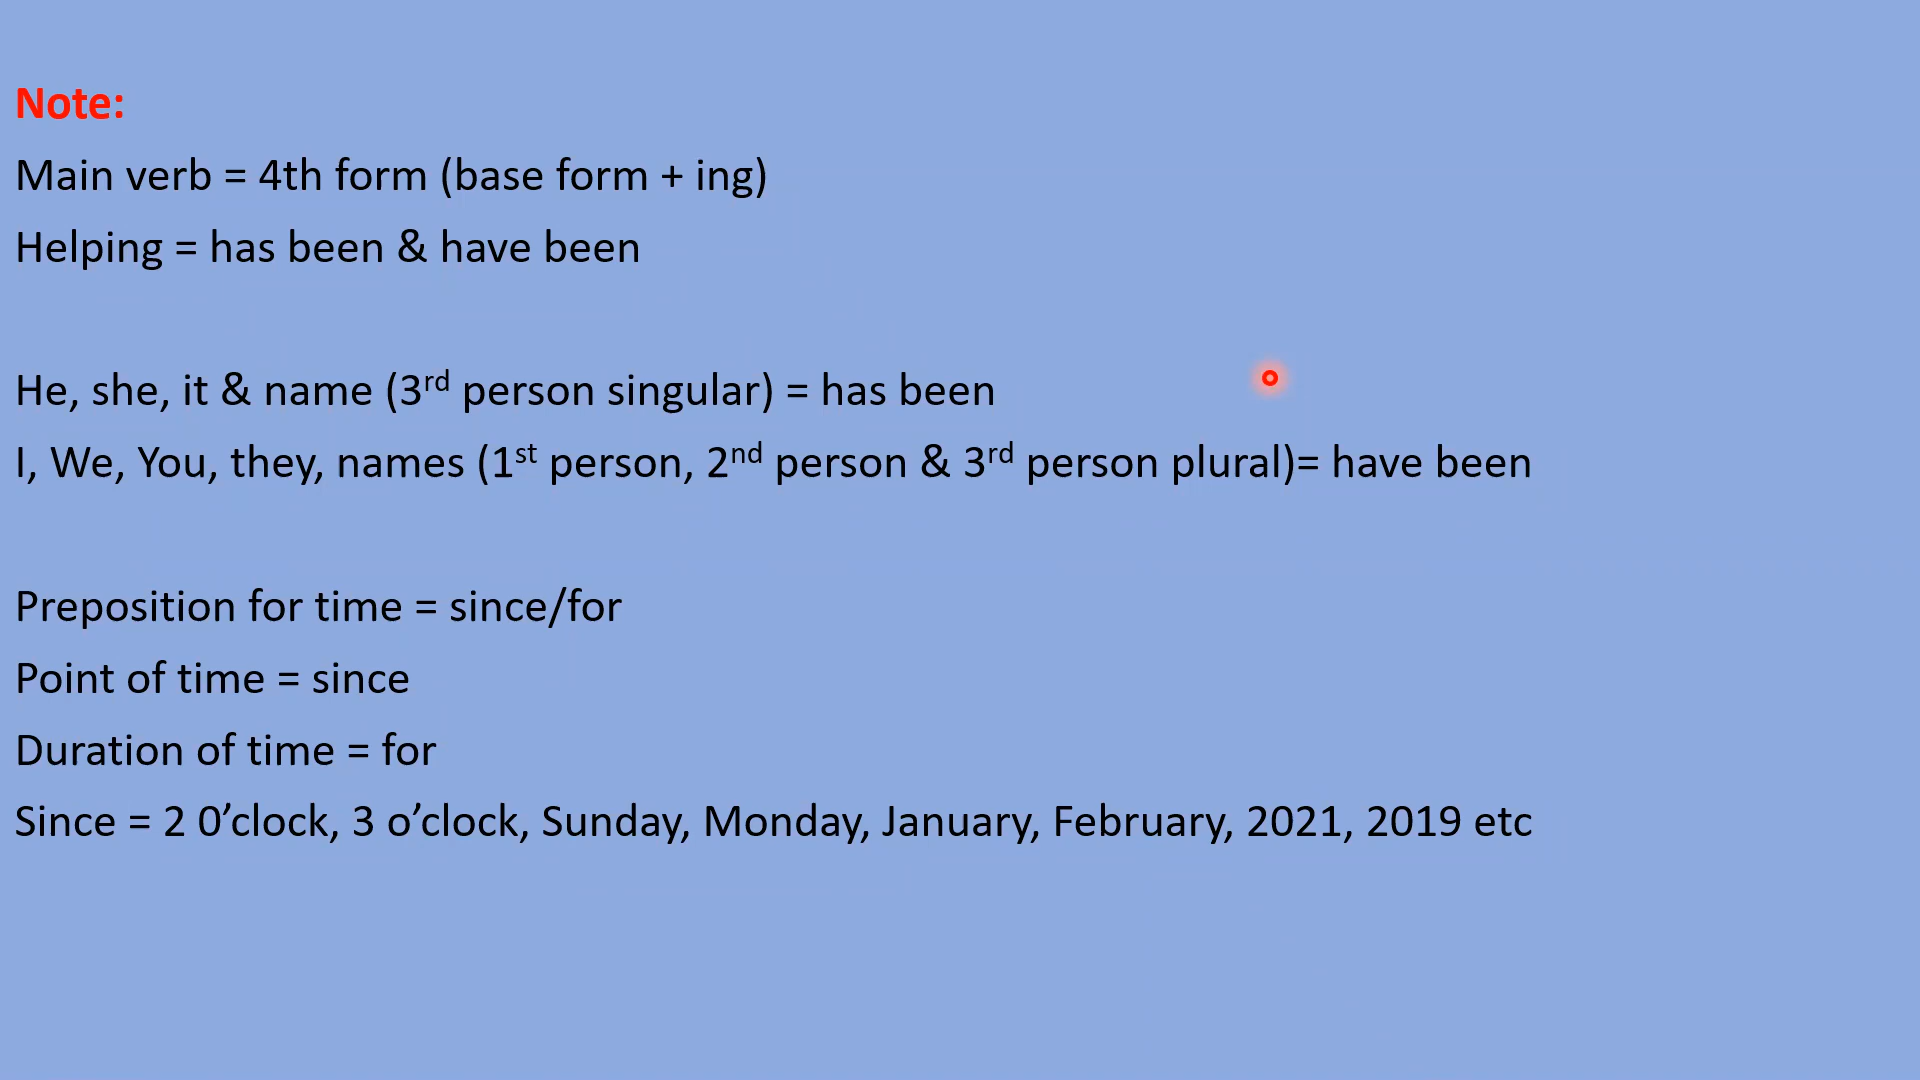 Note:
Main verb = 4th form (base form + ing)
Helping = has been & have been
He, she, it & name (3rd person singular) = has been
I, We, You, they, names (1st person, 2nd person & 3rd person plural)= have been
Preposition for time = since/for
Point of time = since
Duration of time = for
Since = 2 0’clock, 3 o’clock, Sunday, Monday, January, February, 2021, 2019 etc